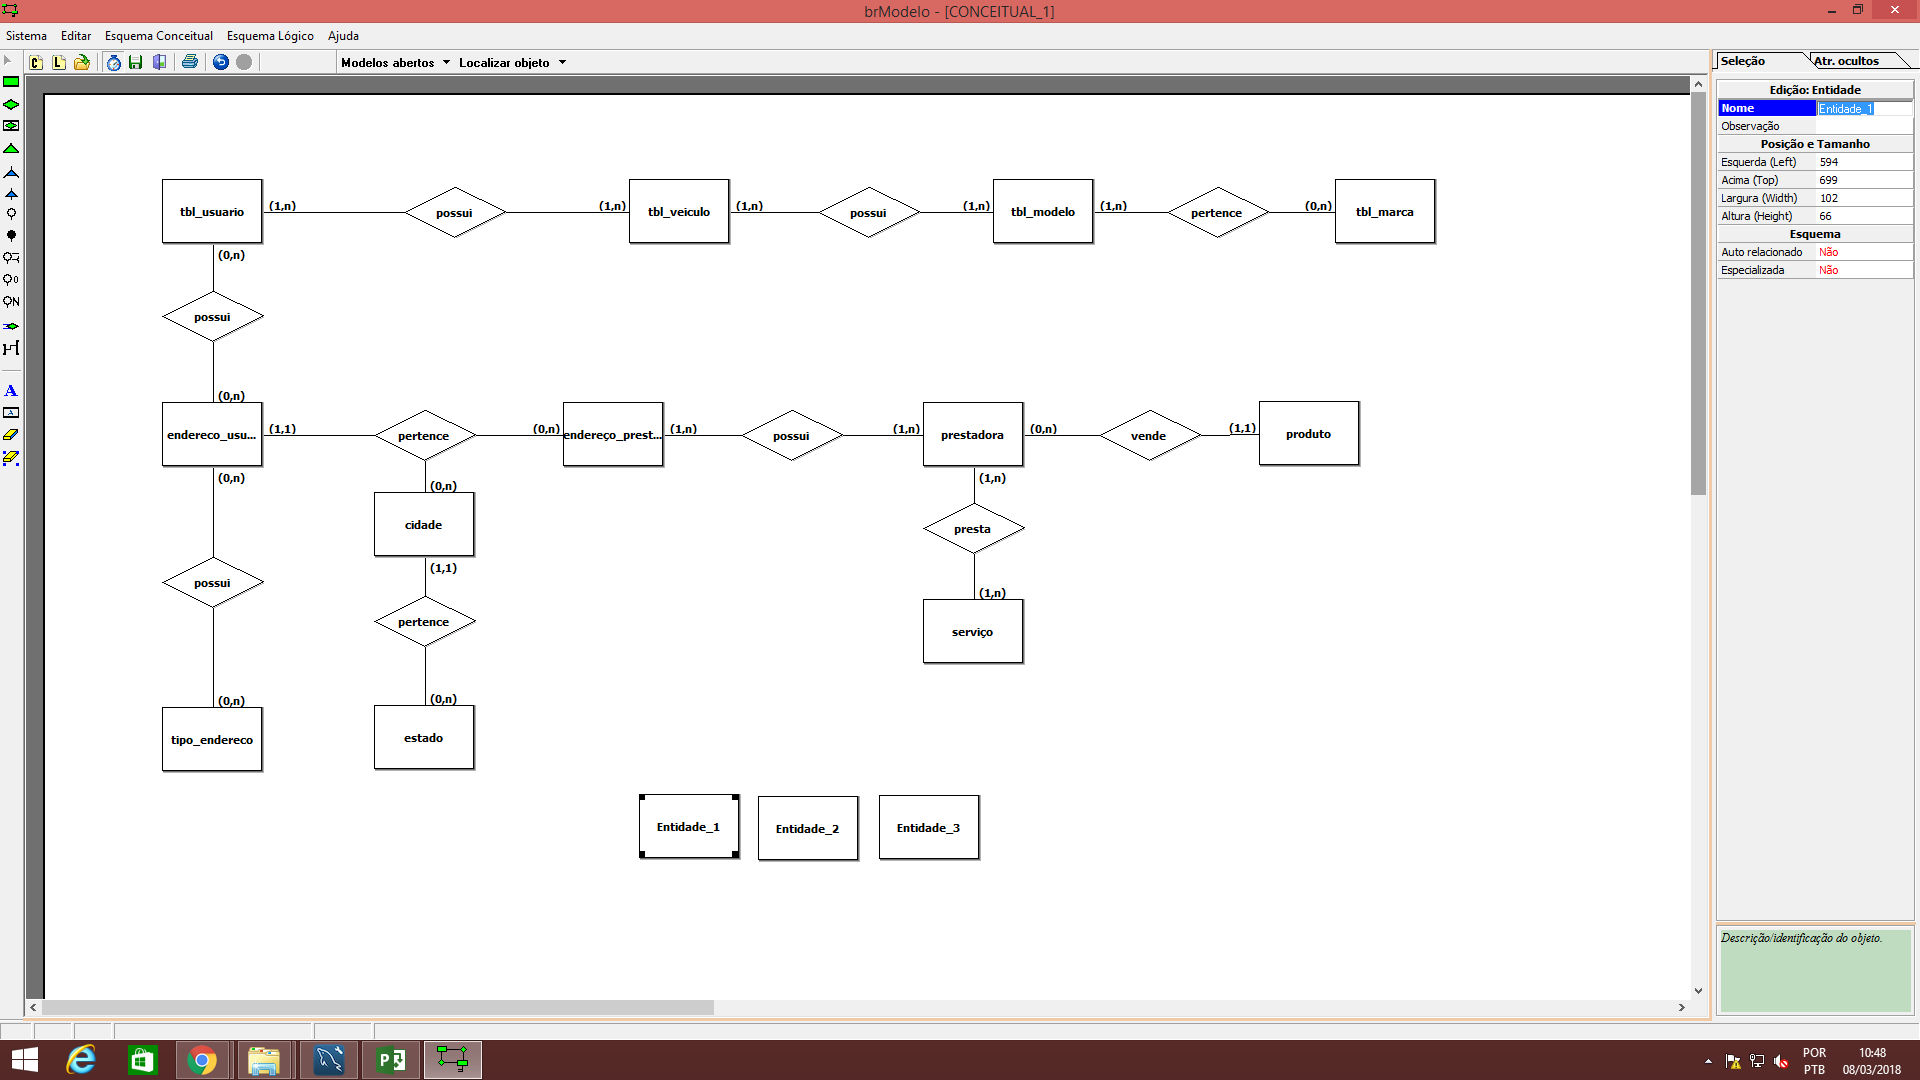 brModelo - [CONCEITUAL_1]
Sistema Editar Esquema Conceitual Esquema Lógico Ajuda
Modelos abertos Localizar objeto
Seleção Atr. ocultos
Edição: Entidade
Nome Entidade_1
Observação
Posição e Tamanho
Esquerda (Left) 594
Acima (Top) 699
Largura (Width) 102
Altura (Height) 66
Esquema
Auto relacionado Não
Especializada Não
tbl_usuario (1,n) possui (1,n) tbl_veiculo (1,n) possui (1,n) tbl_modelo (1,n) pertence (0,n) tbl_marca
(0,n)
possui
(0,n)
endereco_usu... (1,1) pertence (0,n) endereço_prest... (1,n) possui (1,n) prestadora (0,n) vende (1,1) produto
(0,n) (0,n) (1,n)
cidade presta
(1,1)
possui (1,n)
pertence serviço
(0,n) (0,n)
tipo_endereco estado
Entidade_1 Entidade_2 Entidade_3
Descrição/identificação do objeto.
POR 10:48
PTB 08/03/2018